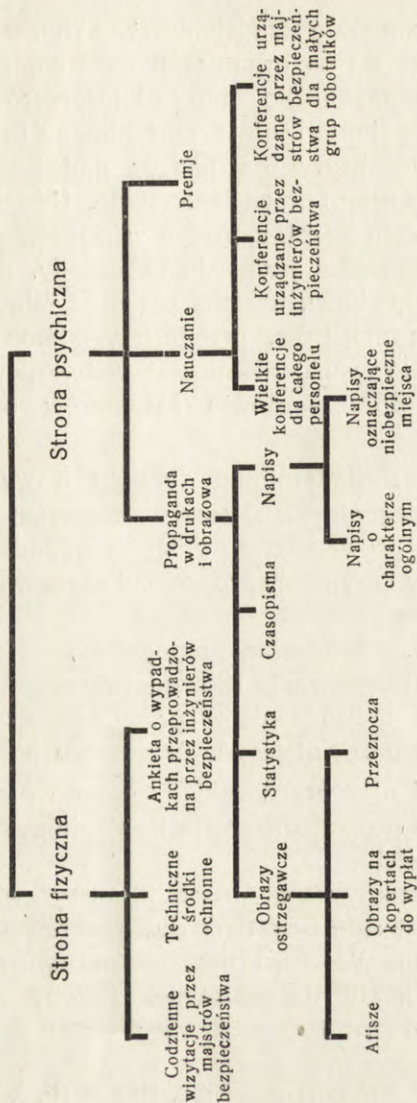 Strona fizyczna
Strona psychiczna
Codzienne
wizytacje przez
majstrów
bezpieczeństwa
Techniczne
środki
ochronne
Ankieta o wypad-
kach przeprowadzo-
na przez inżynierów
bezpieczeństwa
Propaganda
w drukach
i obrazowa
Nauczanie
Premje
Obrazy
ostrzegawcze
Statystyka
Czasopisma
Napisy
Wielkie
konferencje
dla całego
personelu
Konferencje
urządzane przez
inżynierów bez-
pieczeństwa
Konferencje urzą-
dzane przez maj-
strów bezpieczeń-
stwa dla małych
grup robotników
Afisze
Obrazy na
kopertach
do wypłat
Przezrocza
Napisy
o
charakterze
ogólnym
Napisy
oznaczające
niebezpieczne
miejsca